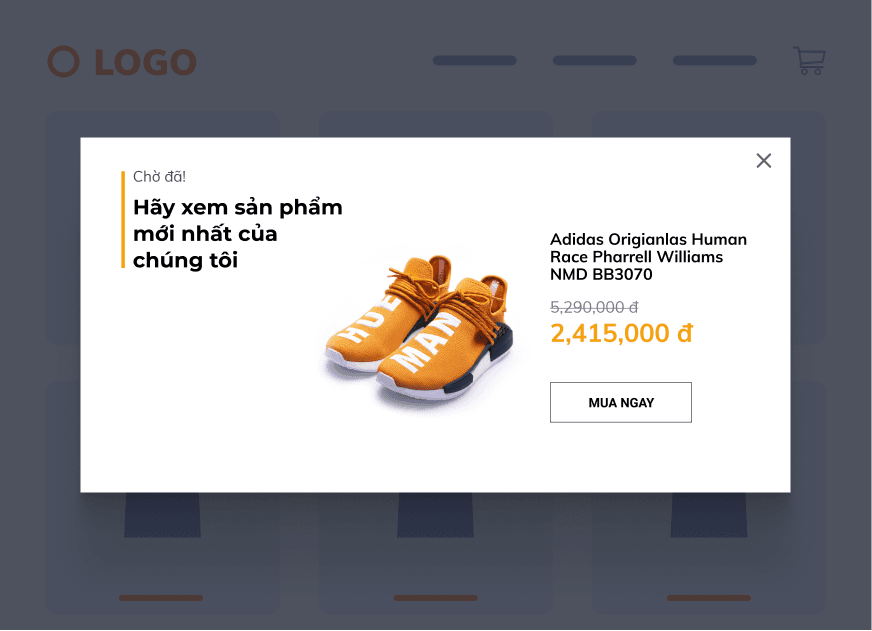 LOGO
Chờ đã!
Hãy xem sản phẩm
mới nhất của
chúng tôi
HUE
MAN
Adidas Origianlas Human
Race Pharrell Williams
NMD BB3070
5,290,000 đ
2,415,000 đ
MUA NGAY